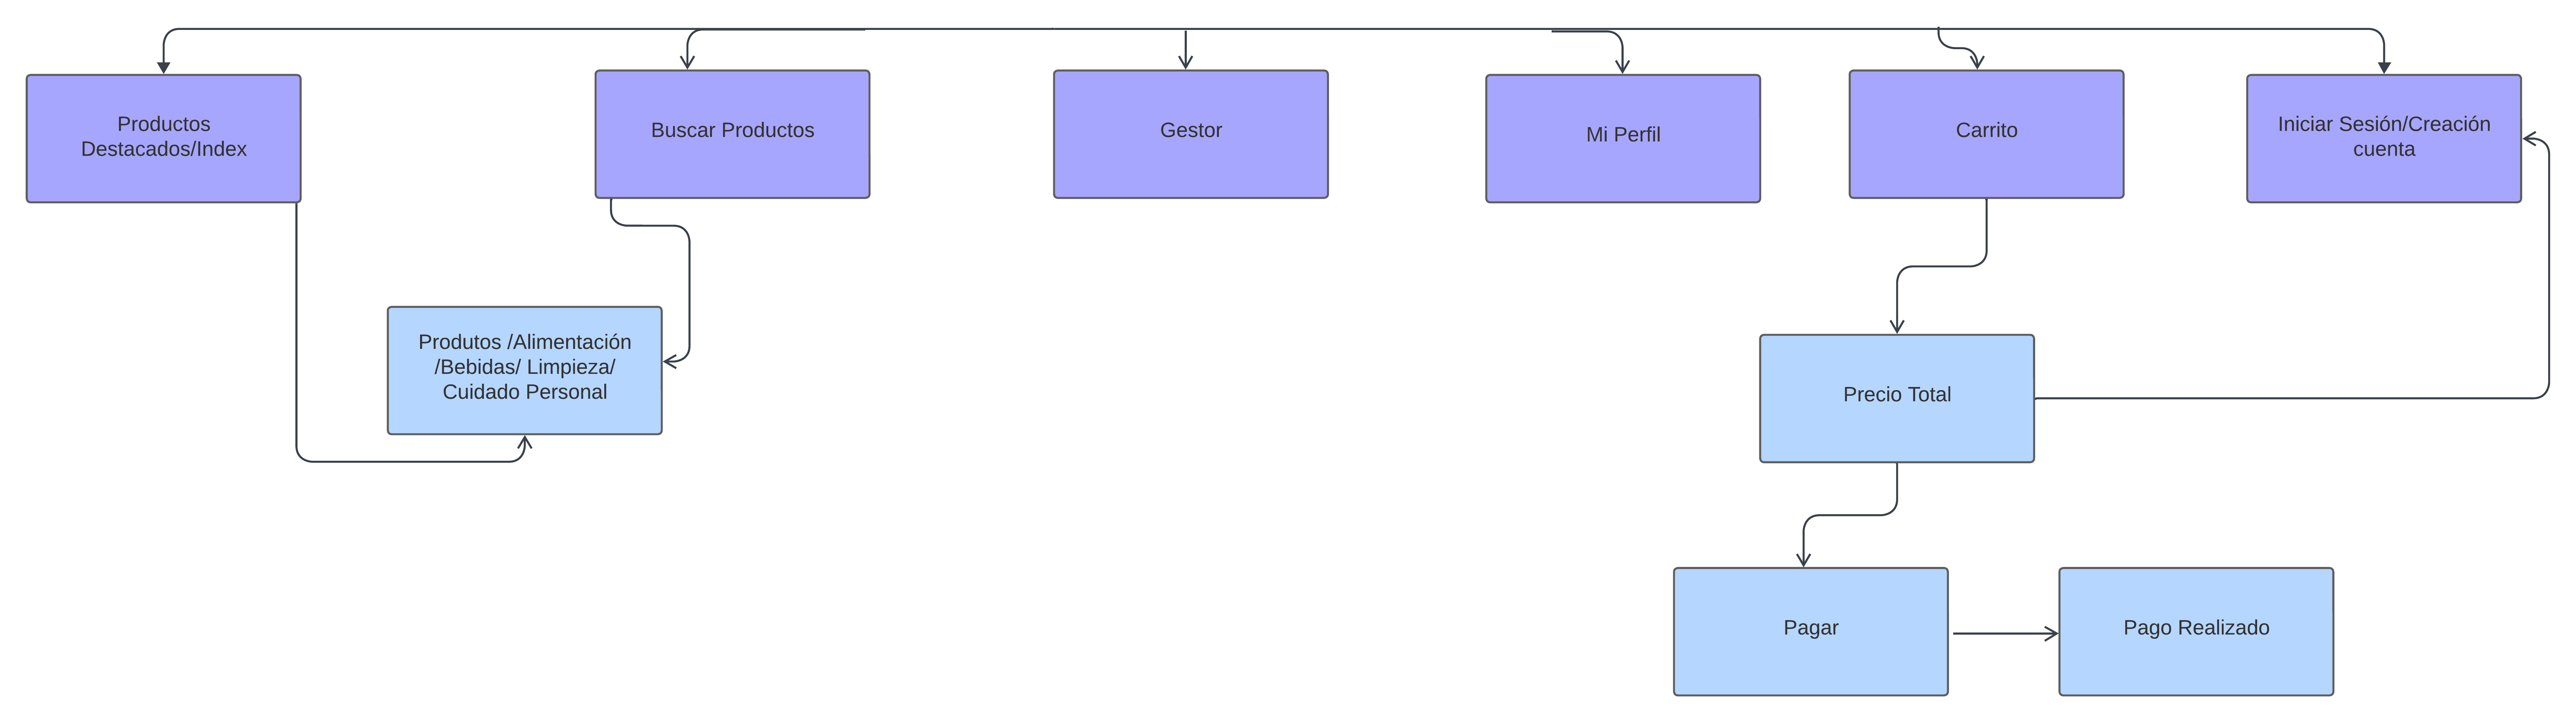 Productos
Destacados/Index
Buscar Productos
Gestor
Mi Perfil
Carrito
Iniciar Sesión/Creación
cuenta
Produtos /Alimentación
/Bebidas/ Limpieza/
Cuidado Personal
Precio Total
Pagar
Pago Realizado